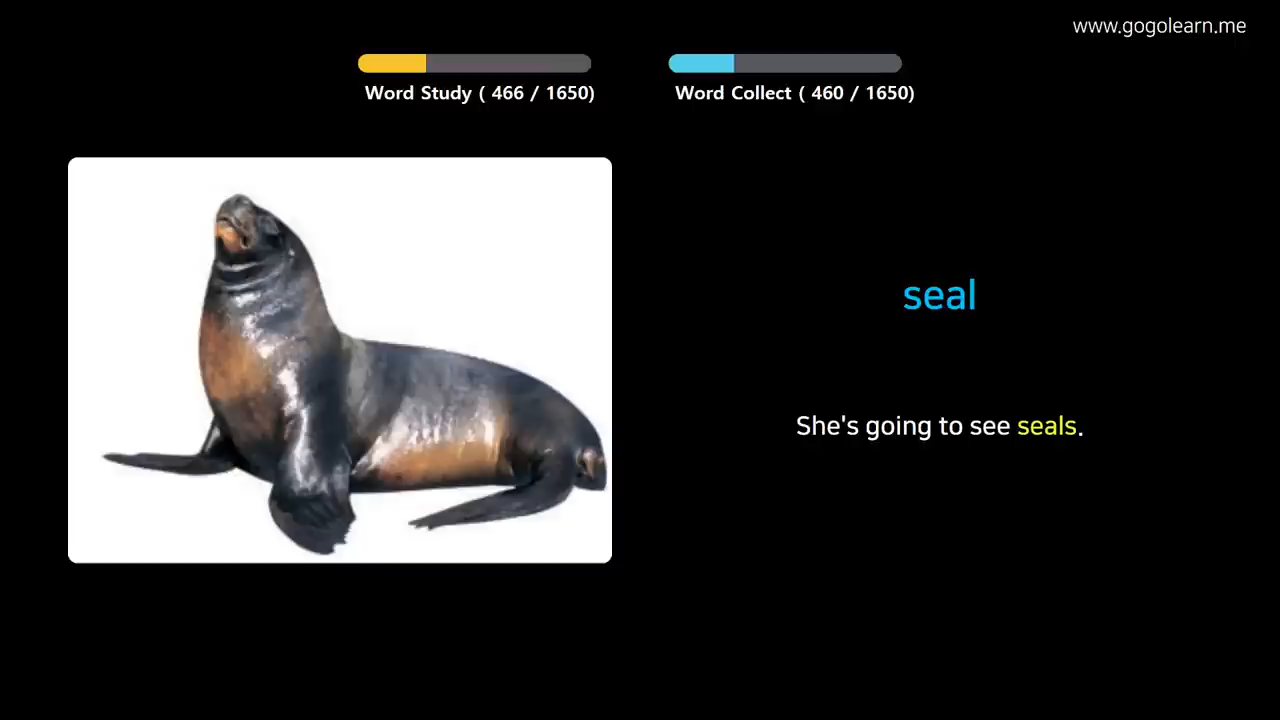 www.gogolearn.me
Word Study ( 466 / 1650)
Word Collect ( 460 / 1650)
seal
She's going to see seals.